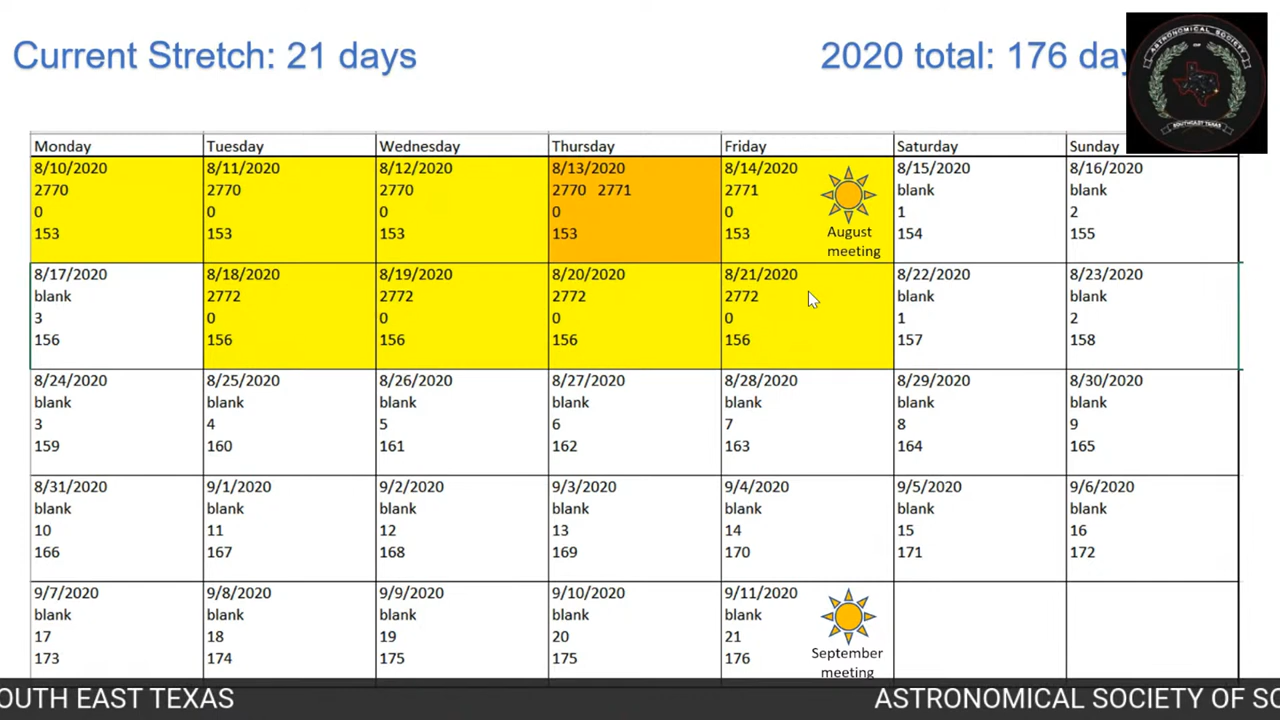 Current Stretch: 21 days
2020 total: 176 day
ASTRONOMICAL SOCIETY
SOUTHEAST TEXAS
Monday Tuesday Wednesday Thursday Friday Saturday Sunday
8/10/2020 8/11/2020 8/12/2020 8/13/2020 8/14/2020 8/15/2020 8/16/2020
2770 2770 2770 2770 2771 2771 blank blank
0 0 0 0 0 1 2
153 153 153 153 153 154 155
August
meeting
8/17/2020 8/18/2020 8/19/2020 8/20/2020 8/21/2020 8/22/2020 8/23/2020
blank 2772 2772 2772 2772 blank blank
3 0 0 0 0 1 2
156 156 156 156 156 157 158
8/24/2020 8/25/2020 8/26/2020 8/27/2020 8/28/2020 8/29/2020 8/30/2020
blank blank blank blank blank blank blank
3 4 5 6 7 8 9
159 160 161 162 163 164 165
8/31/2020 9/1/2020 9/2/2020 9/3/2020 9/4/2020 9/5/2020 9/6/2020
blank blank blank blank blank blank blank
10 11 12 13 14 15 16
166 167 168 169 170 171 172
9/7/2020 9/8/2020 9/9/2020 9/10/2020 9/11/2020
blank blank blank blank blank
17 18 19 20 21
173 174 175 175 176
September
meeting
OUTH EAST TEXAS ASTRONOMICAL SOCIETY OF SO